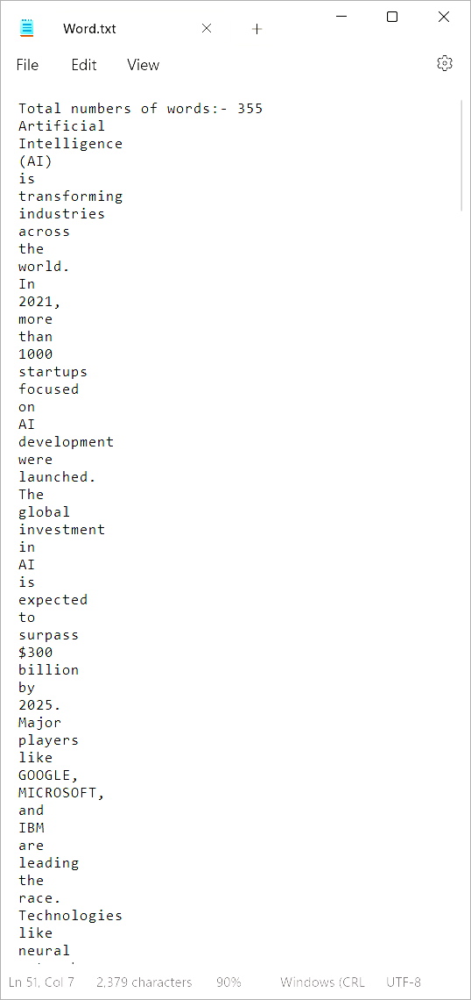 Word.txt
File Edit View
Total numbers of words:- 355
Artificial
Intelligence
(AI)
is
transforming
industries
across
the
world.
In
2021,
more
than
1000
startups
focused
on
AI
development
were
launched.
The
global
investment
in
AI
is
expected
to
surpass
$300
billion
by
2025.
Major
players
like
GOOGLE,
MICROSOFT,
and
IBM
are
leading
the
race.
Technologies
like
neural
Ln 51, Col 7 2,379 characters 90% Windows (CRL UTF-8